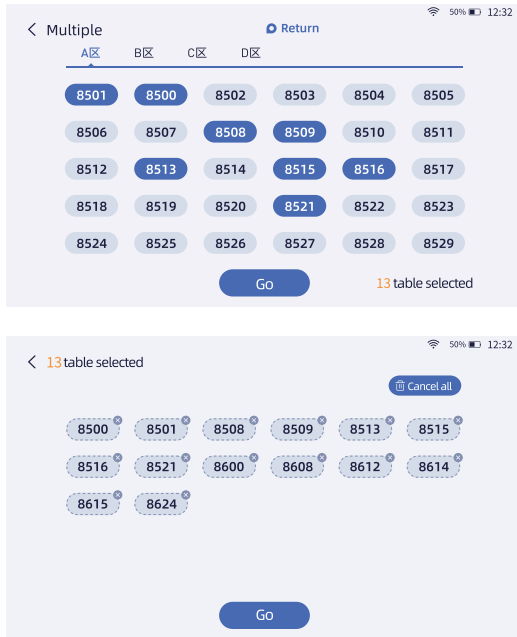 50% 12:32
Multiple Return
A区 B区 C区 D区
8501 8500 8502 8503 8504 8505
8506 8507 8508 8509 8510 8511
8512 8513 8514 8515 8516 8517
8518 8519 8520 8521 8522 8523
8524 8525 8526 8527 8528 8529
Go 13 table selected
50% 12:32
13 table selected
Cancel all
8500 8501 8508 8509 8513 8515
8516 8521 8600 8608 8612 8614
8615 8624
Go